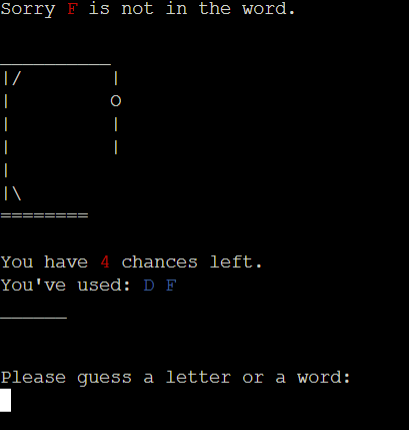 Sorry F is not in the word.
__________
|/        |
|         O
|         |
|         |
|
|\
========
You have 4 chances left.
You've used: D F
______
Please guess a letter or a word: